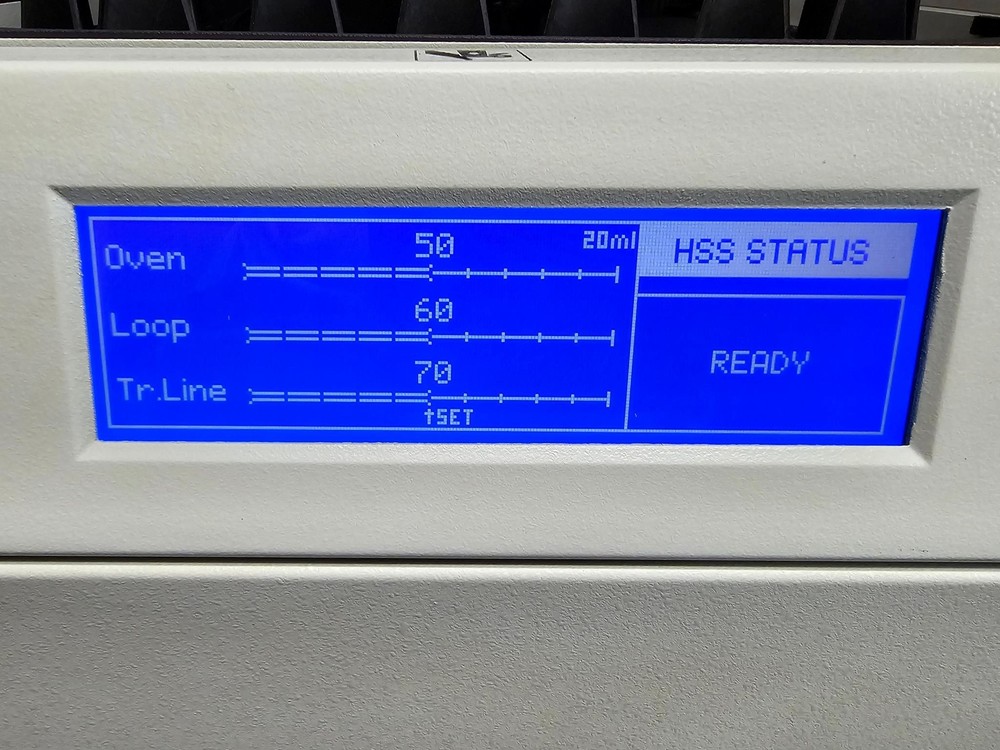 50 20ml
Oven
60
Loop
70
Tr.Line
↑SET
HSS STATUS
READY